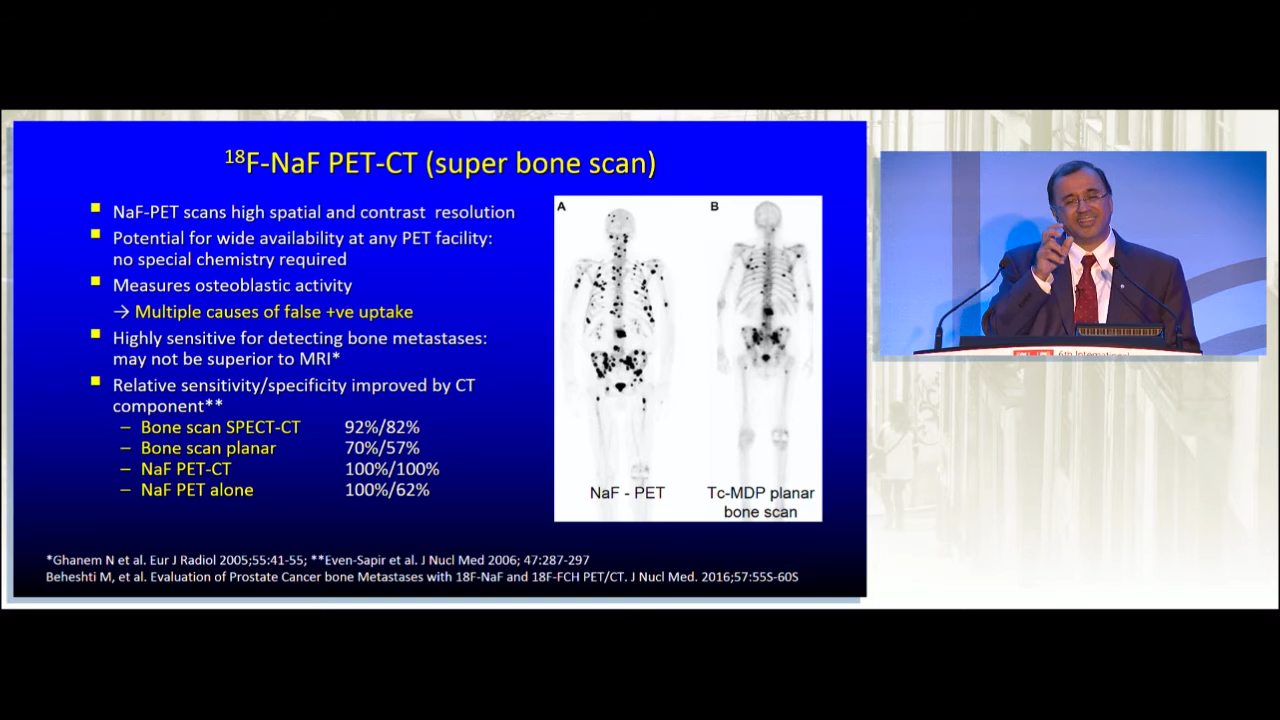 18F-NaF PET-CT (super bone scan)
NaF-PET scans high spatial and contrast resolution
Potential for wide availability at any PET facility:
no special chemistry required
Measures osteoblastic activity
→ Multiple causes of false +ve uptake
Highly sensitive for detecting bone metastases:
may not be superior to MRI*
Relative sensitivity/specificity improved by CT
component**
– Bone scan SPECT-CT 92%/82%
– Bone scan planar 70%/57%
– NaF PET-CT 100%/100%
– NaF PET alone 100%/62%
A
B
NaF - PET
Tc-MDP planar
bone scan
*Ghanem N et al. Eur J Radiol 2005;55:41-55; **Even-Sapir et al. J Nucl Med 2006; 47:287-297
Beheshti M, et al. Evaluation of Prostate Cancer bone Metastases with 18F-NaF and 18F-FCH PET/CT. J Nucl Med. 2016;57:55S-60S
6th International